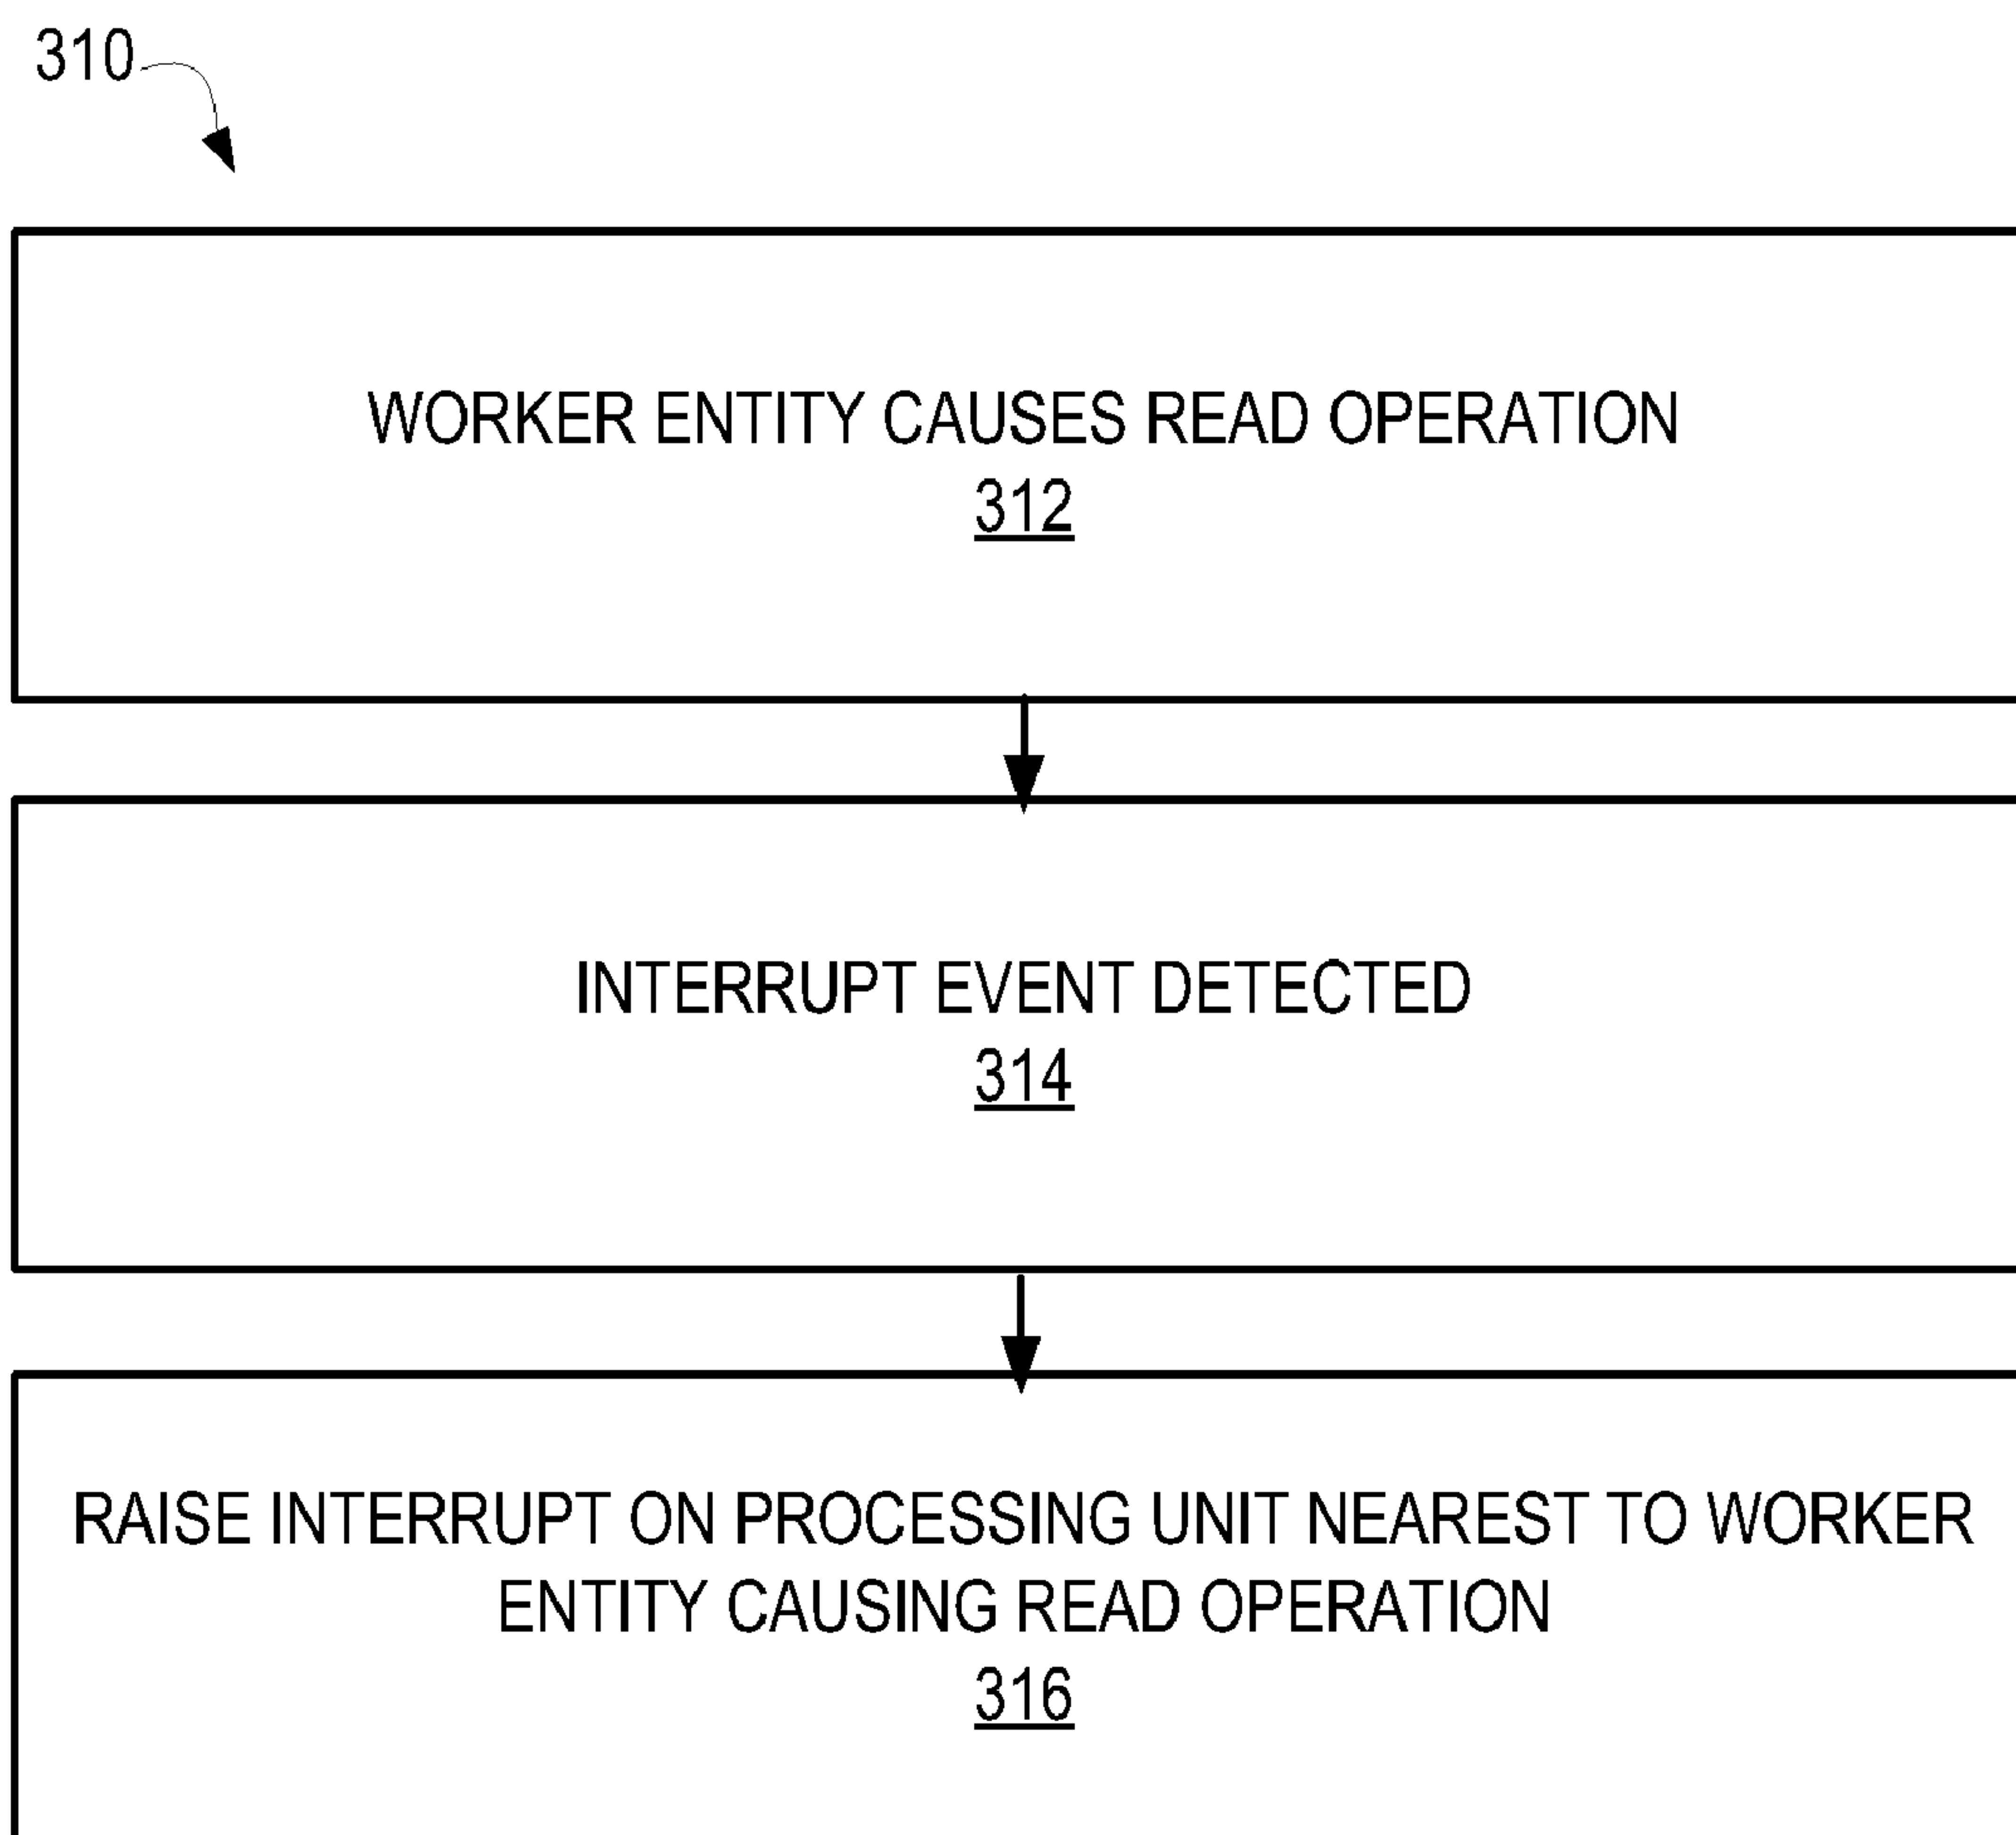 310
WORKER ENTITY CAUSES READ OPERATION
312
INTERRUPT EVENT DETECTED
314
RAISE INTERRUPT ON PROCESSING UNIT NEAREST TO WORKER
ENTITY CAUSING READ OPERATION
316